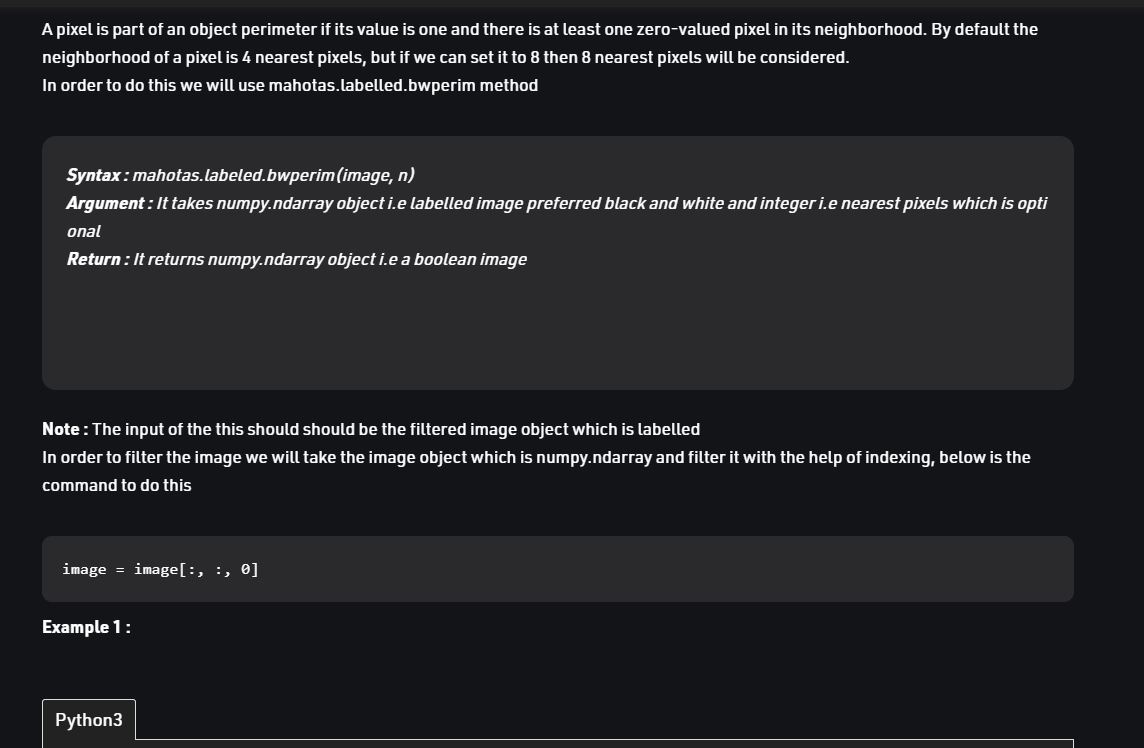 A pixel is part of an object perimeter if its value is one and there is at least one zero-valued pixel in its neighborhood. By default the
neighborhood of a pixel is 4 nearest pixels, but if we can set it to 8 then 8 nearest pixels will be considered.
In order to do this we will use mahotas.labelled.bwperim method
Syntax : mahotas.labeled.bwperim(image, n)
Argument : It takes numpy.ndarray object i.e labelled image preferred black and white and integer i.e nearest pixels which is opti
onal
Return : It returns numpy.ndarray object i.e a boolean image
Note : The input of the this should should be the filtered image object which is labelled
In order to filter the image we will take the image object which is numpy.ndarray and filter it with the help of indexing, below is the
command to do this
image = image[:, :, 0]
Example 1 :
Python3